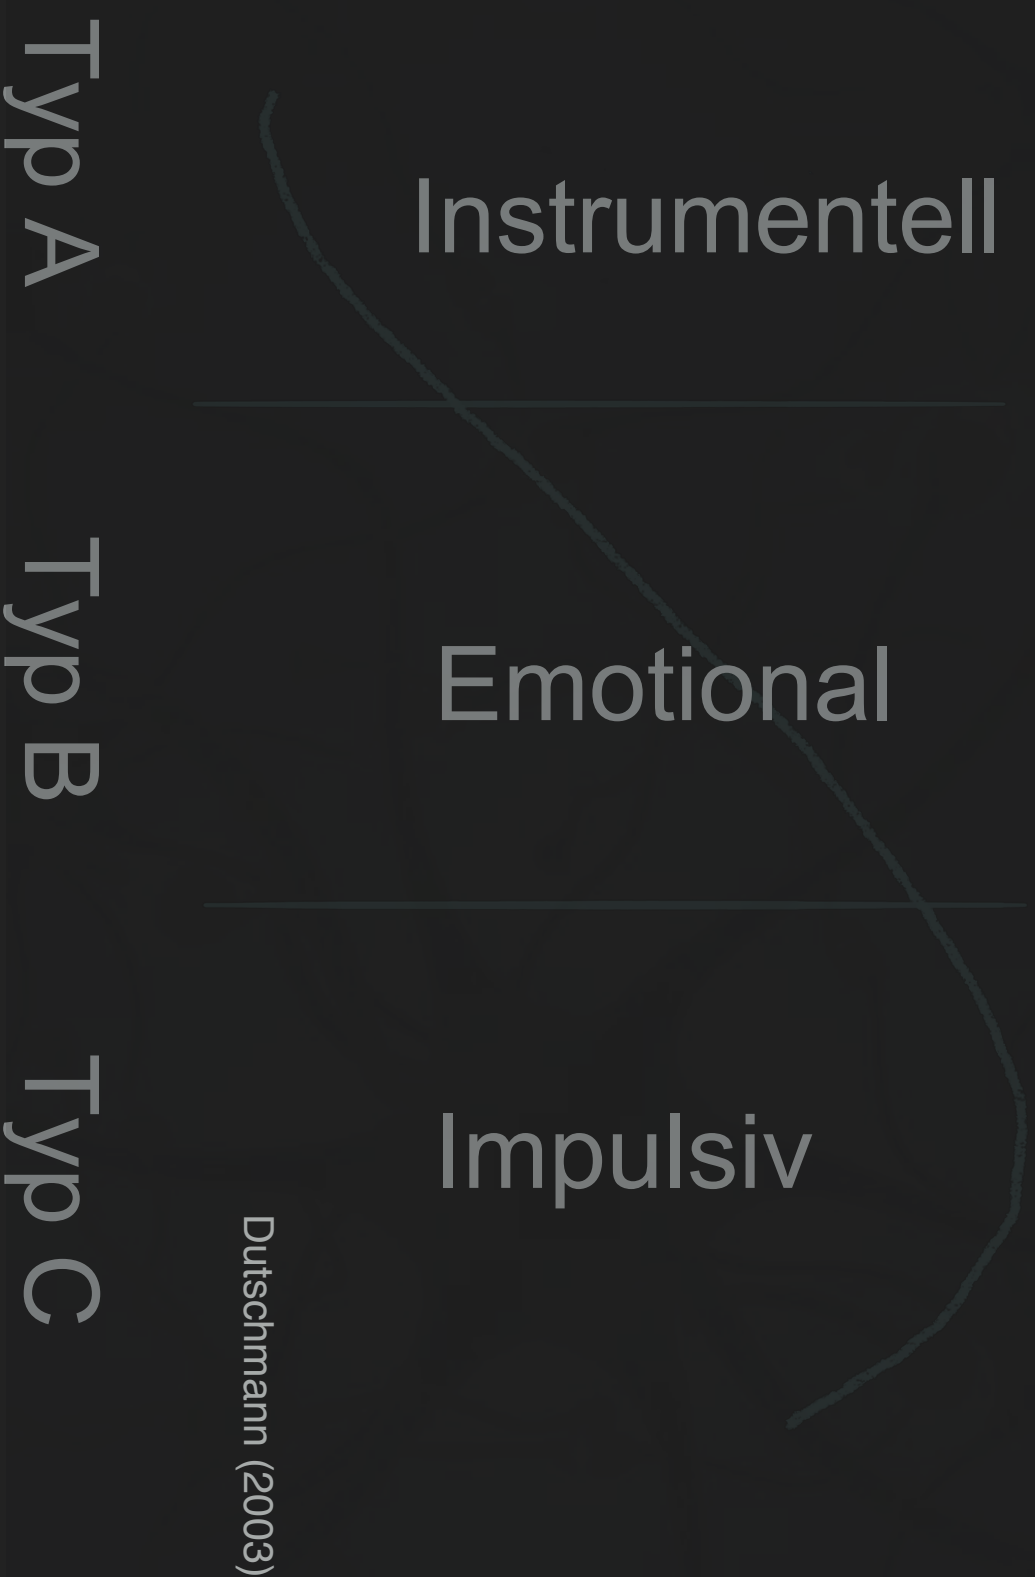 Typ A
Instrumentell
Typ B
Emotional
Typ C
Impulsiv
Dutschmann (2003)